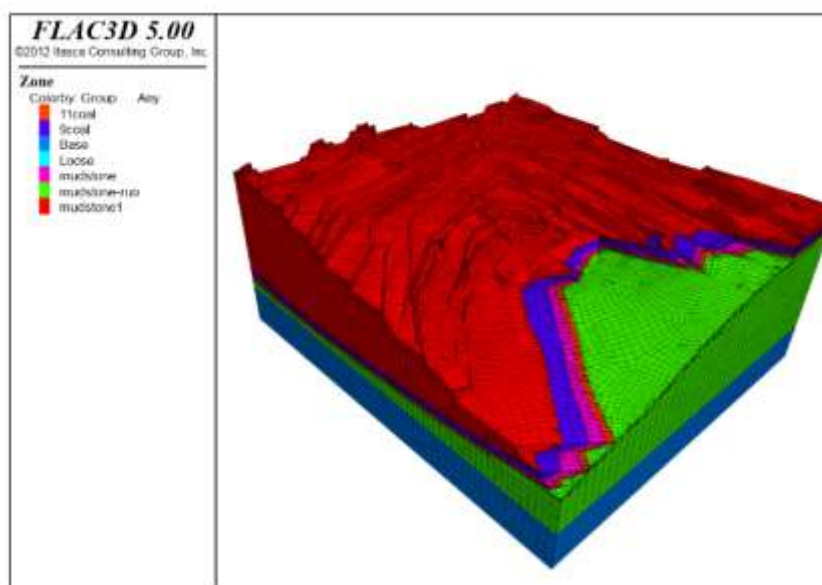 FLAC3D 5.00
©2012 Itasca Consulting Group, Inc.
Zone
Colorby: Group Any
11coal
9coal
Base
Loose
mudstone
mudstone-ruo
mudstone1